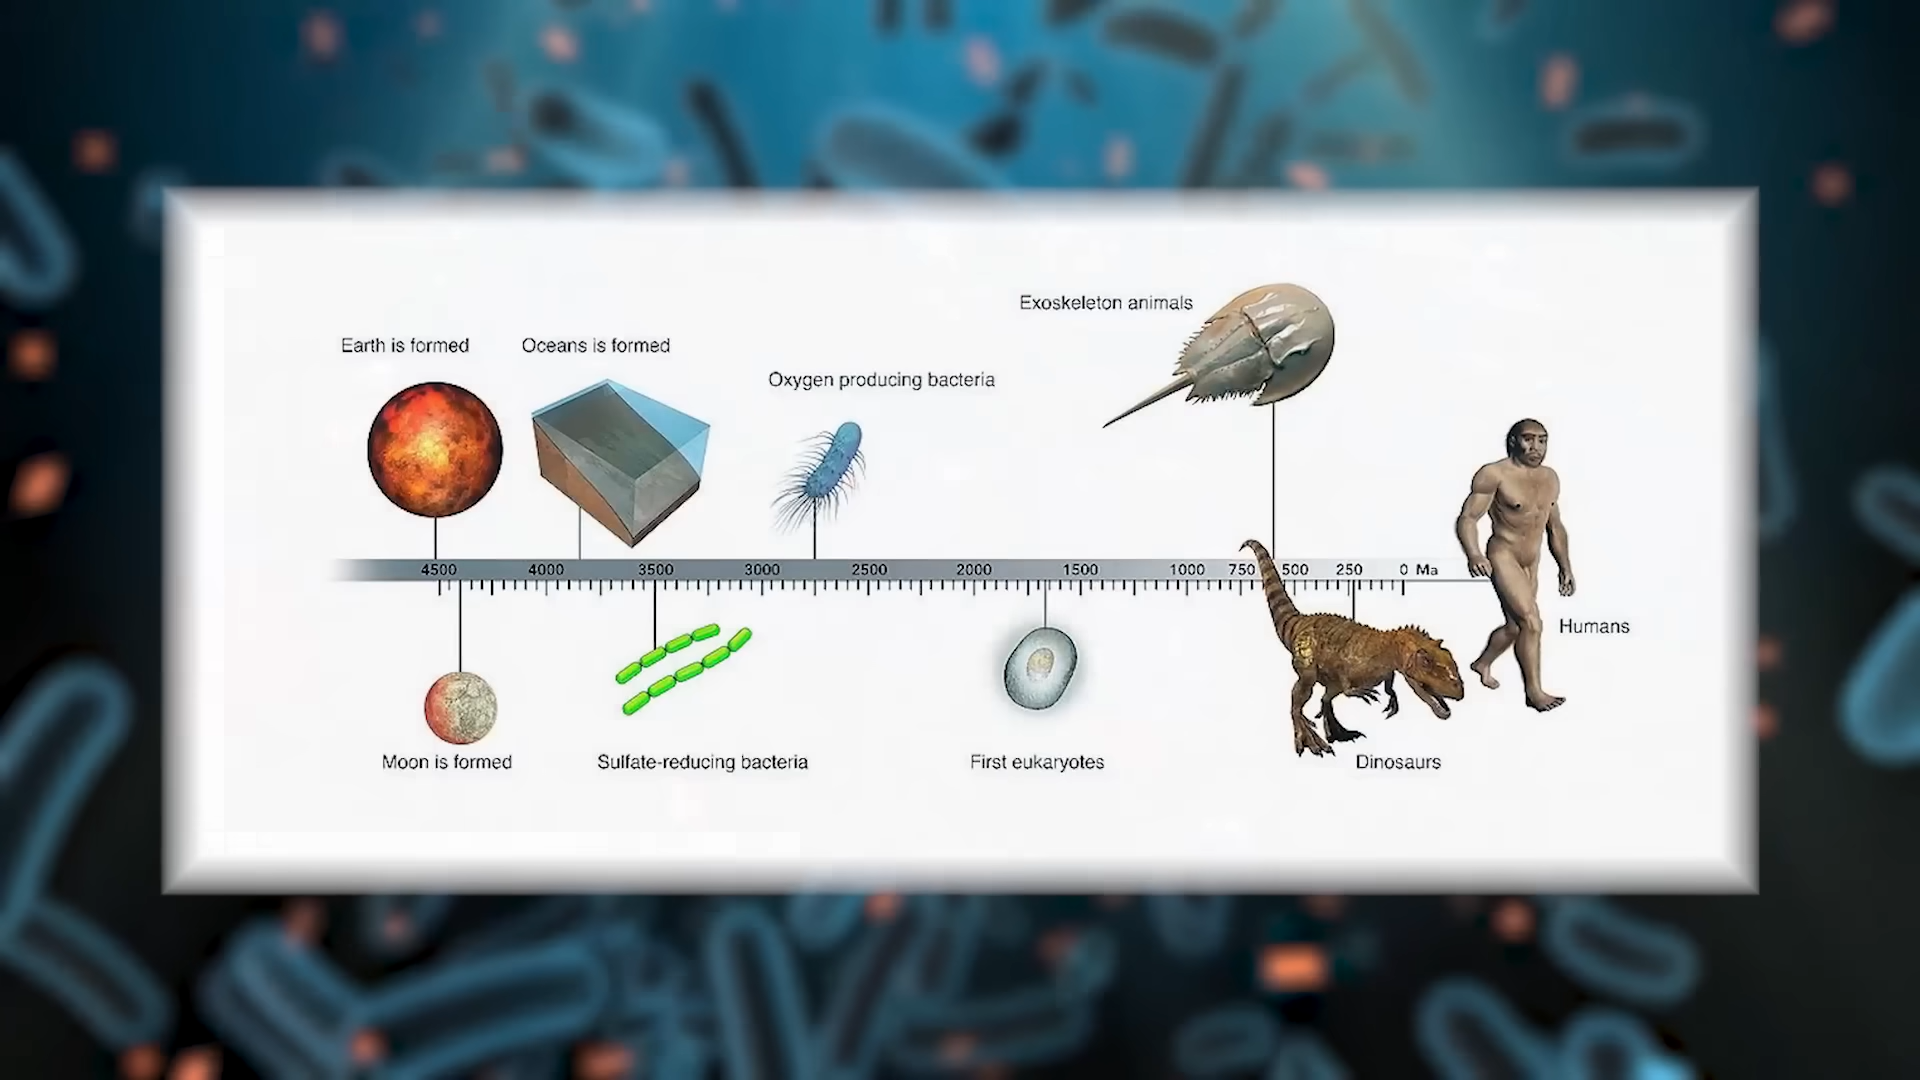 Exoskeleton animals
Earth is formed
Oceans is formed
Oxygen producing bacteria
4500 4000 3500 3000 2500 2000 1500 1000 750 500 250 0 Ma
Humans
Moon is formed
Sulfate-reducing bacteria
First eukaryotes
Dinosaurs